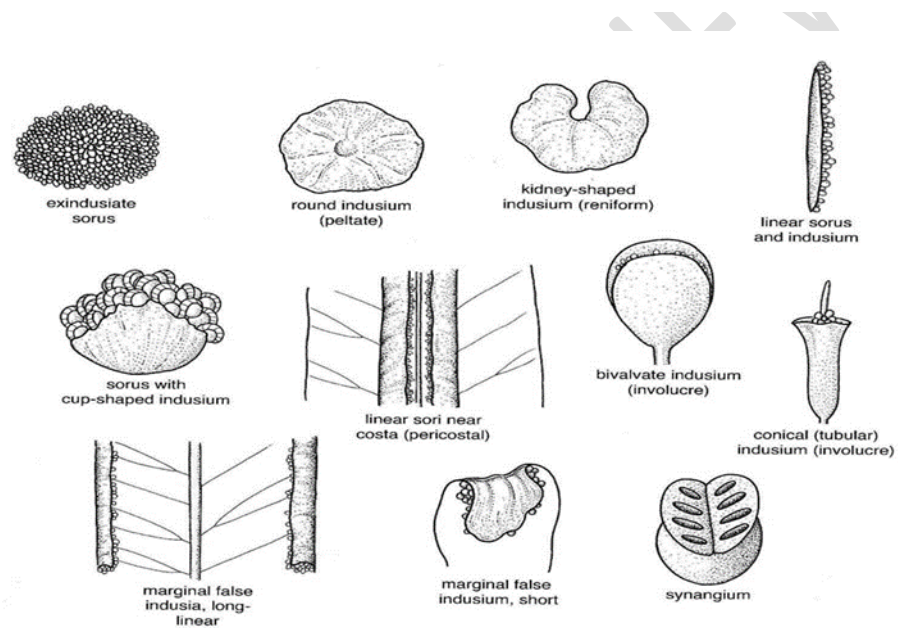 exindusiate
sorus
round indusium
(peltate)
kidney-shaped
indusium (reniform)
linear sorus
and indusium
sorus with
cup-shaped indusium
linear sori near
costa (pericostal)
bivalvate indusium
(involucre)
conical (tubular)
indusium (involucre)
marginal false
indusia, long-
linear
marginal false
indusium, short
synangium